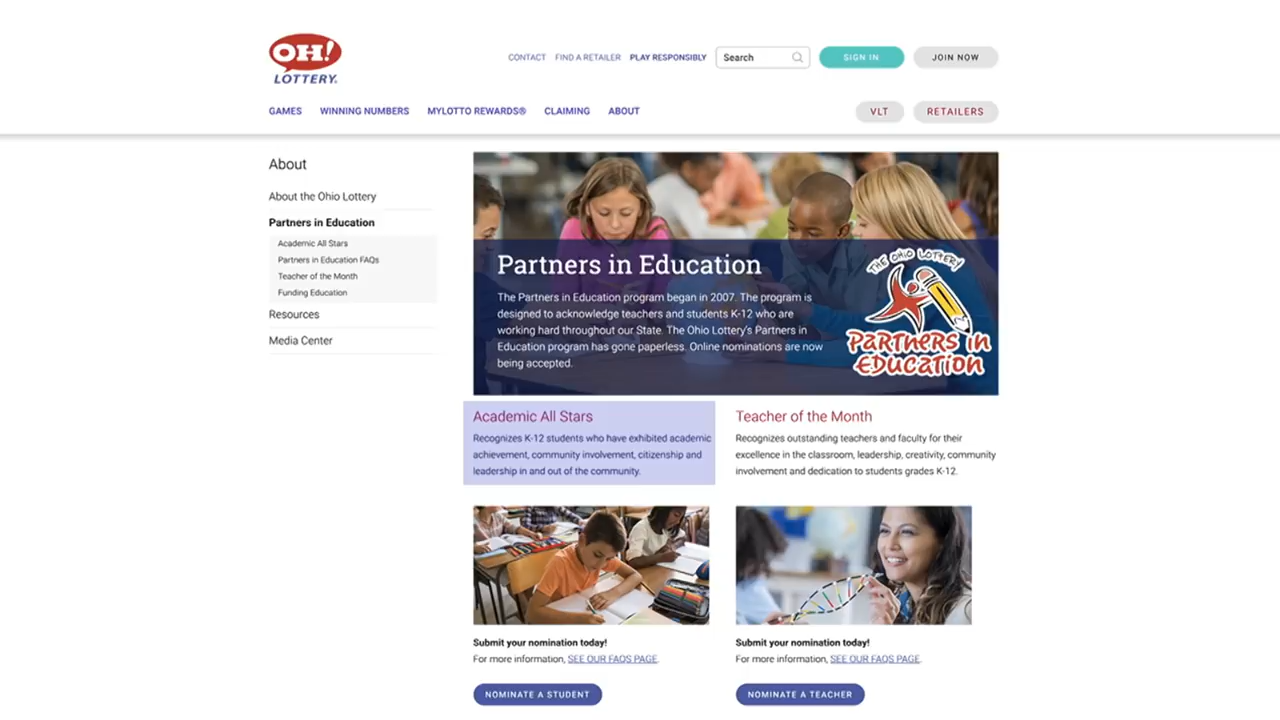 OH!
LOTTERY.
CONTACT FIND A RETAILER PLAY RESPONSIBLY Search SIGN IN JOIN NOW
GAMES WINNING NUMBERS MYLOTTO REWARDS® CLAIMING ABOUT VLT RETAILERS
About
About the Ohio Lottery
Partners in Education
Academic All Stars
Partners in Education FAQs
Teacher of the Month
Funding Education
Resources
Media Center
Partners in Education
The Partners in Education program began in 2007. The program is
designed to acknowledge teachers and students K-12 who are
working hard throughout our State. The Ohio Lottery's Partners in
Education program has gone paperless. Online nominations are now
being accepted.
THE OHIO LOTTERY
PARTNERS in
EDUCATION
Academic All Stars
Recognizes K-12 students who have exhibited academic
achievement, community involvement, citizenship and
leadership in and out of the community.
Teacher of the Month
Recognizes outstanding teachers and faculty for their
excellence in the classroom, leadership, creativity, community
involvement and dedication to students grades K-12.
Submit your nomination today!
For more information, SEE OUR FAQS PAGE.
NOMINATE A STUDENT
Submit your nomination today!
For more information, SEE OUR FAQS PAGE.
NOMINATE A TEACHER